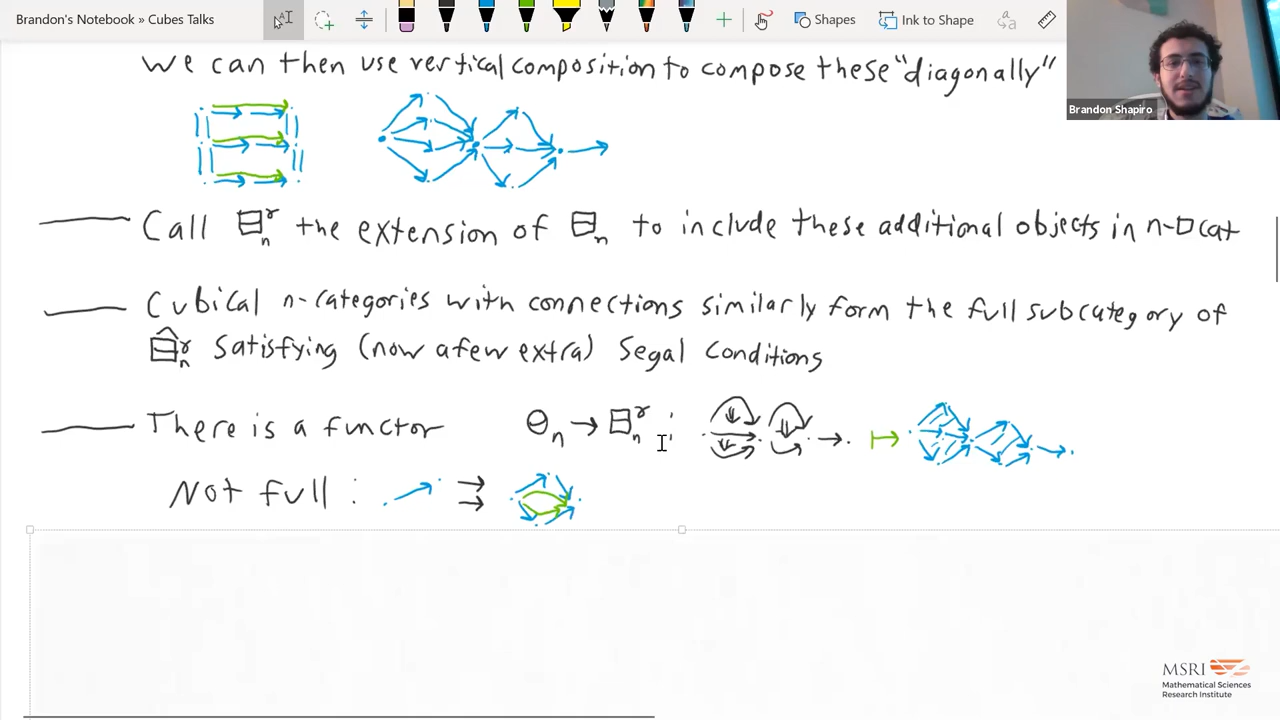 Brandon's Notebook » Cubes Talks
Shapes
Ink to Shape
Brandon Shapiro
We can then use vertical composition to compose these "diagonally"
Call ⊟ᵞₙ the extension of ⊟ₙ to include these additional objects in n-□cat
Cubical n-categories with connections similarly form the full subcategory of
⊟̂ᵞₙ satisfying (now a few extra) Segal conditions
There is a functor Θₙ → ⊟ᵞₙ : ↦
Not full :
MSRI
Mathematical Sciences
Research Institute